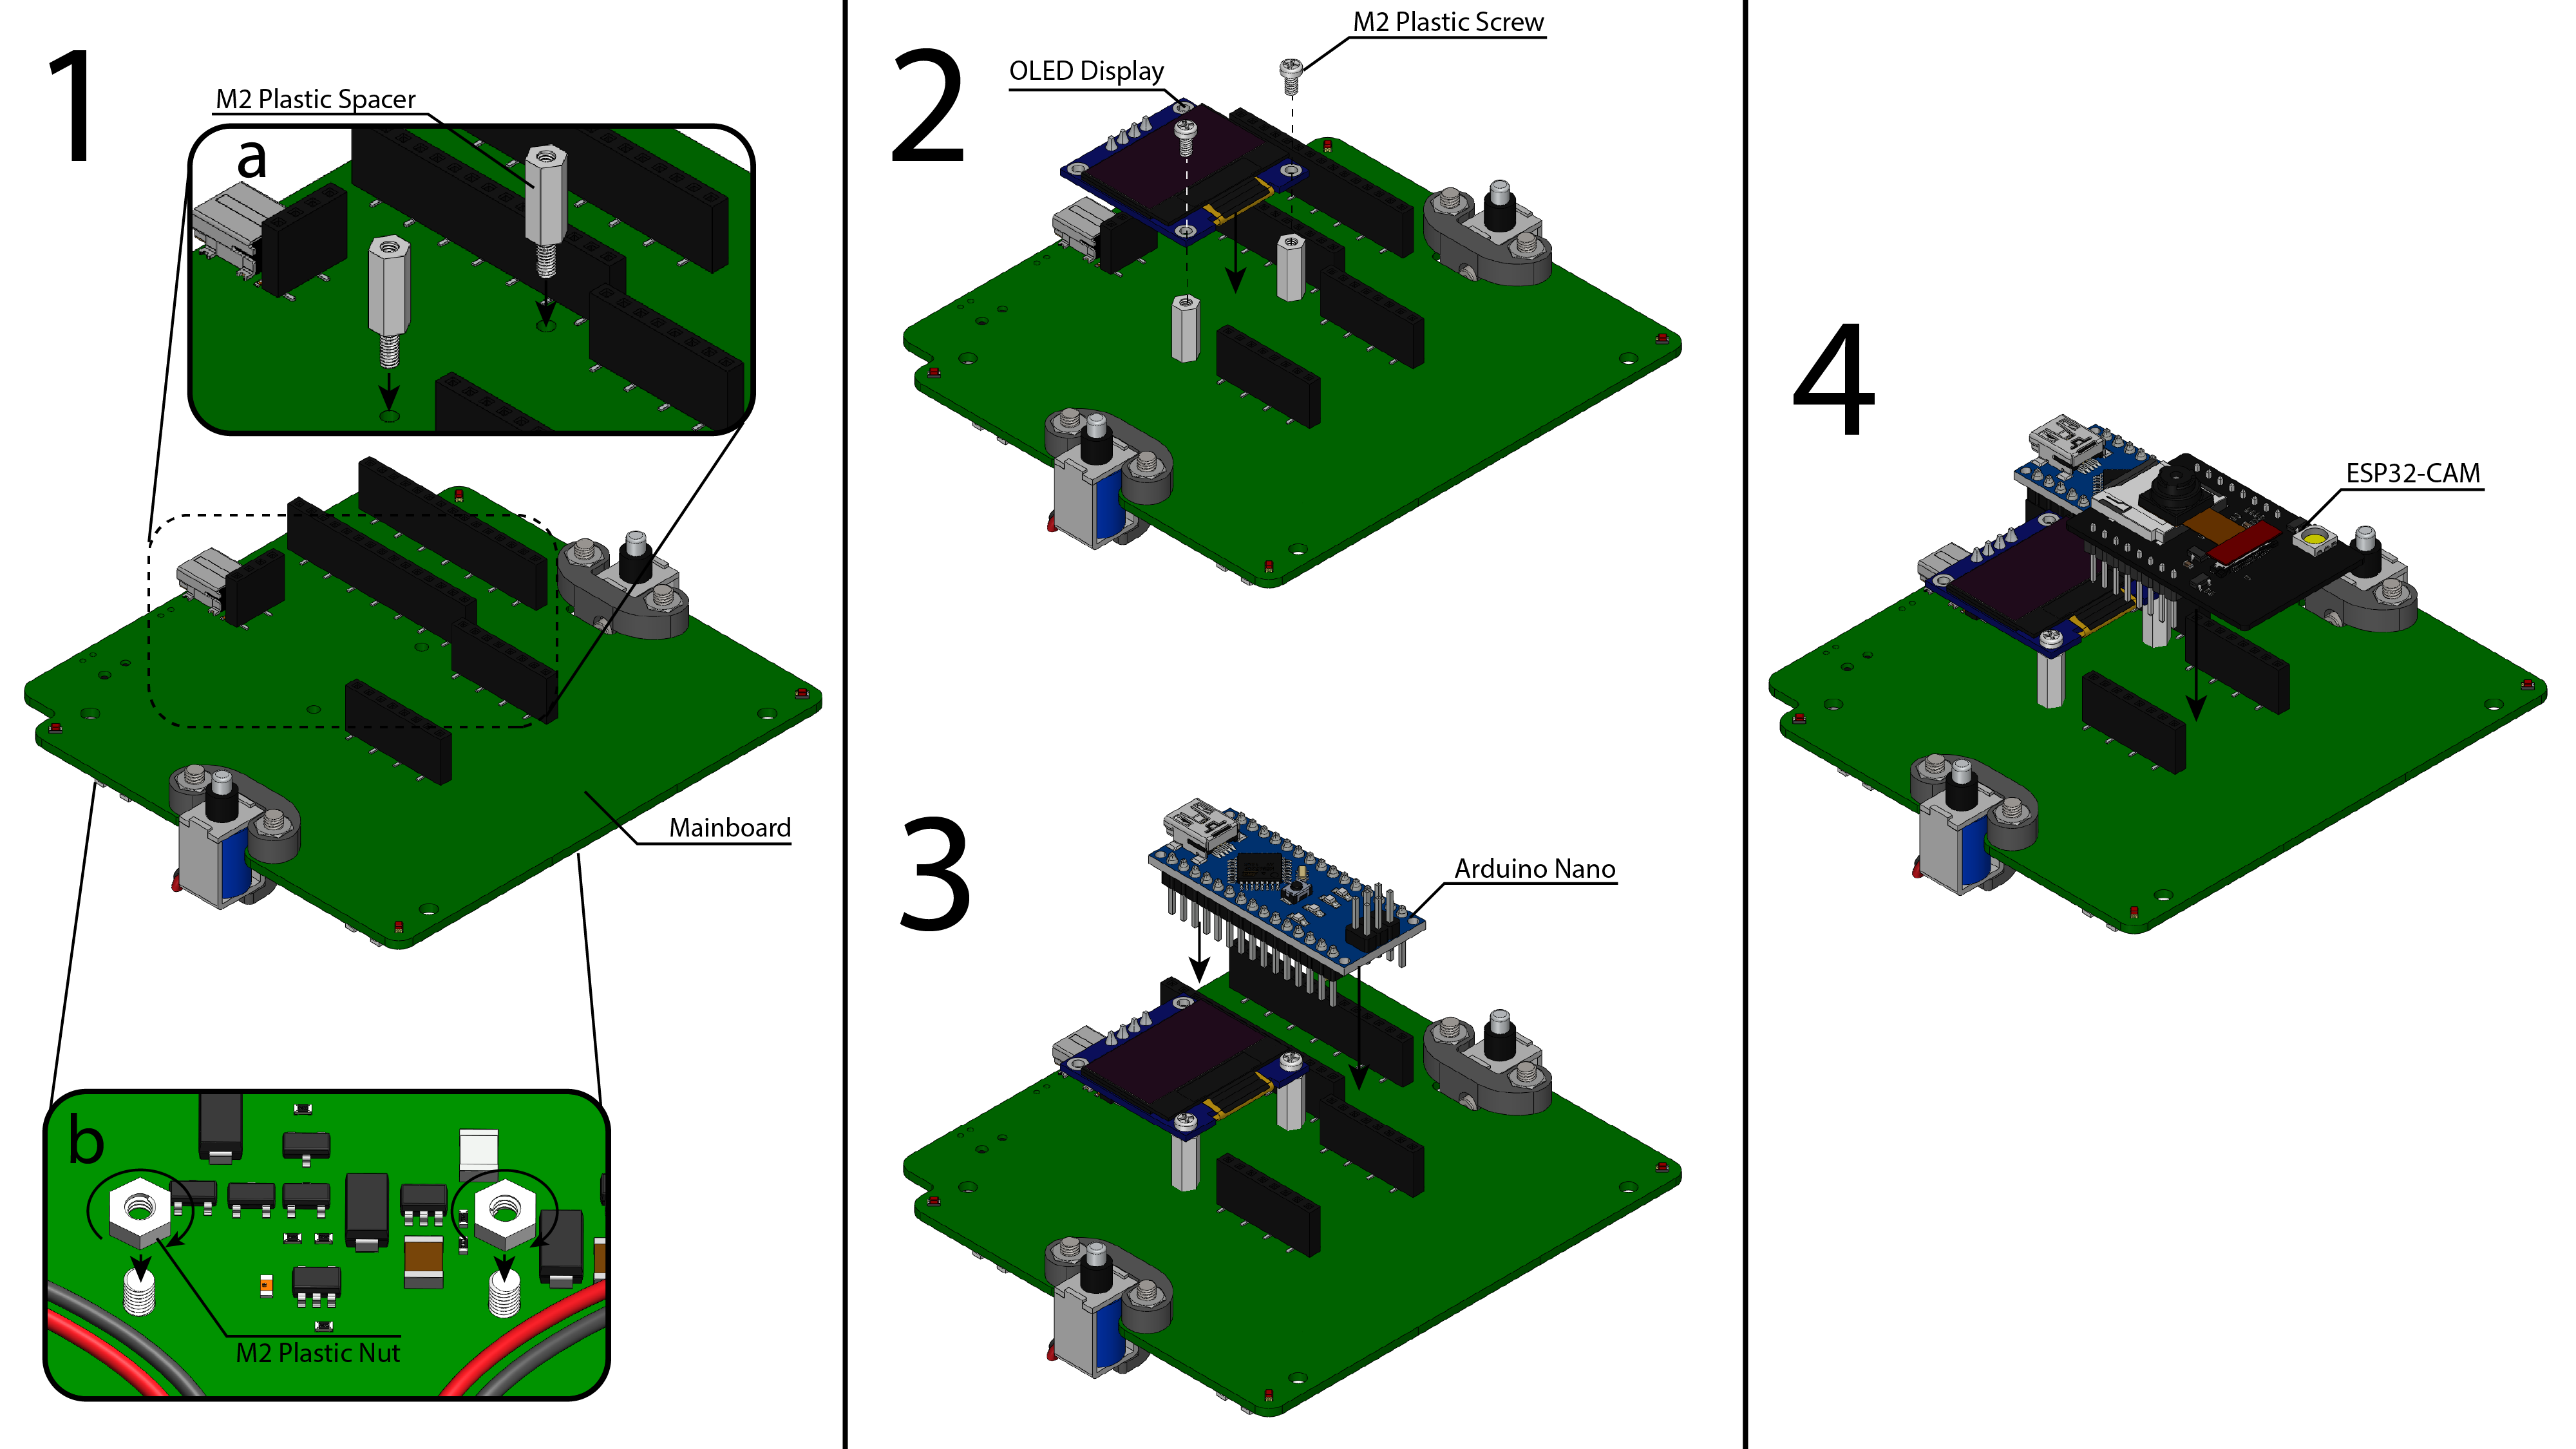 1
M2 Plastic Spacer
a
Mainboard
b
M2 Plastic Nut
2
M2 Plastic Screw
OLED Display
3
Arduino Nano
4
ESP32-CAM